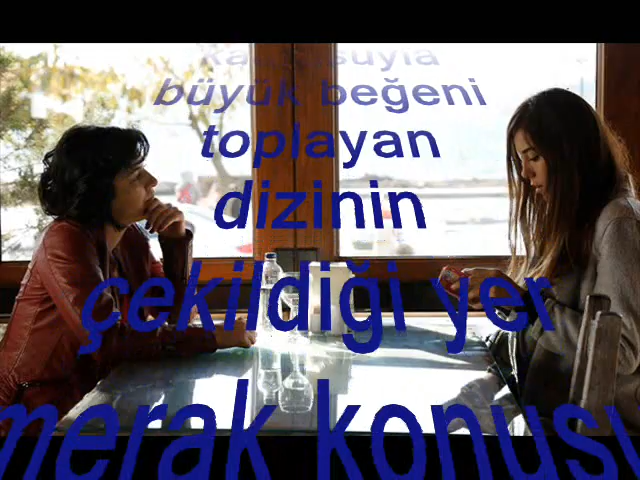 büyük beğeni
toplayan
dizinin
çekildiği yer
merak konusu